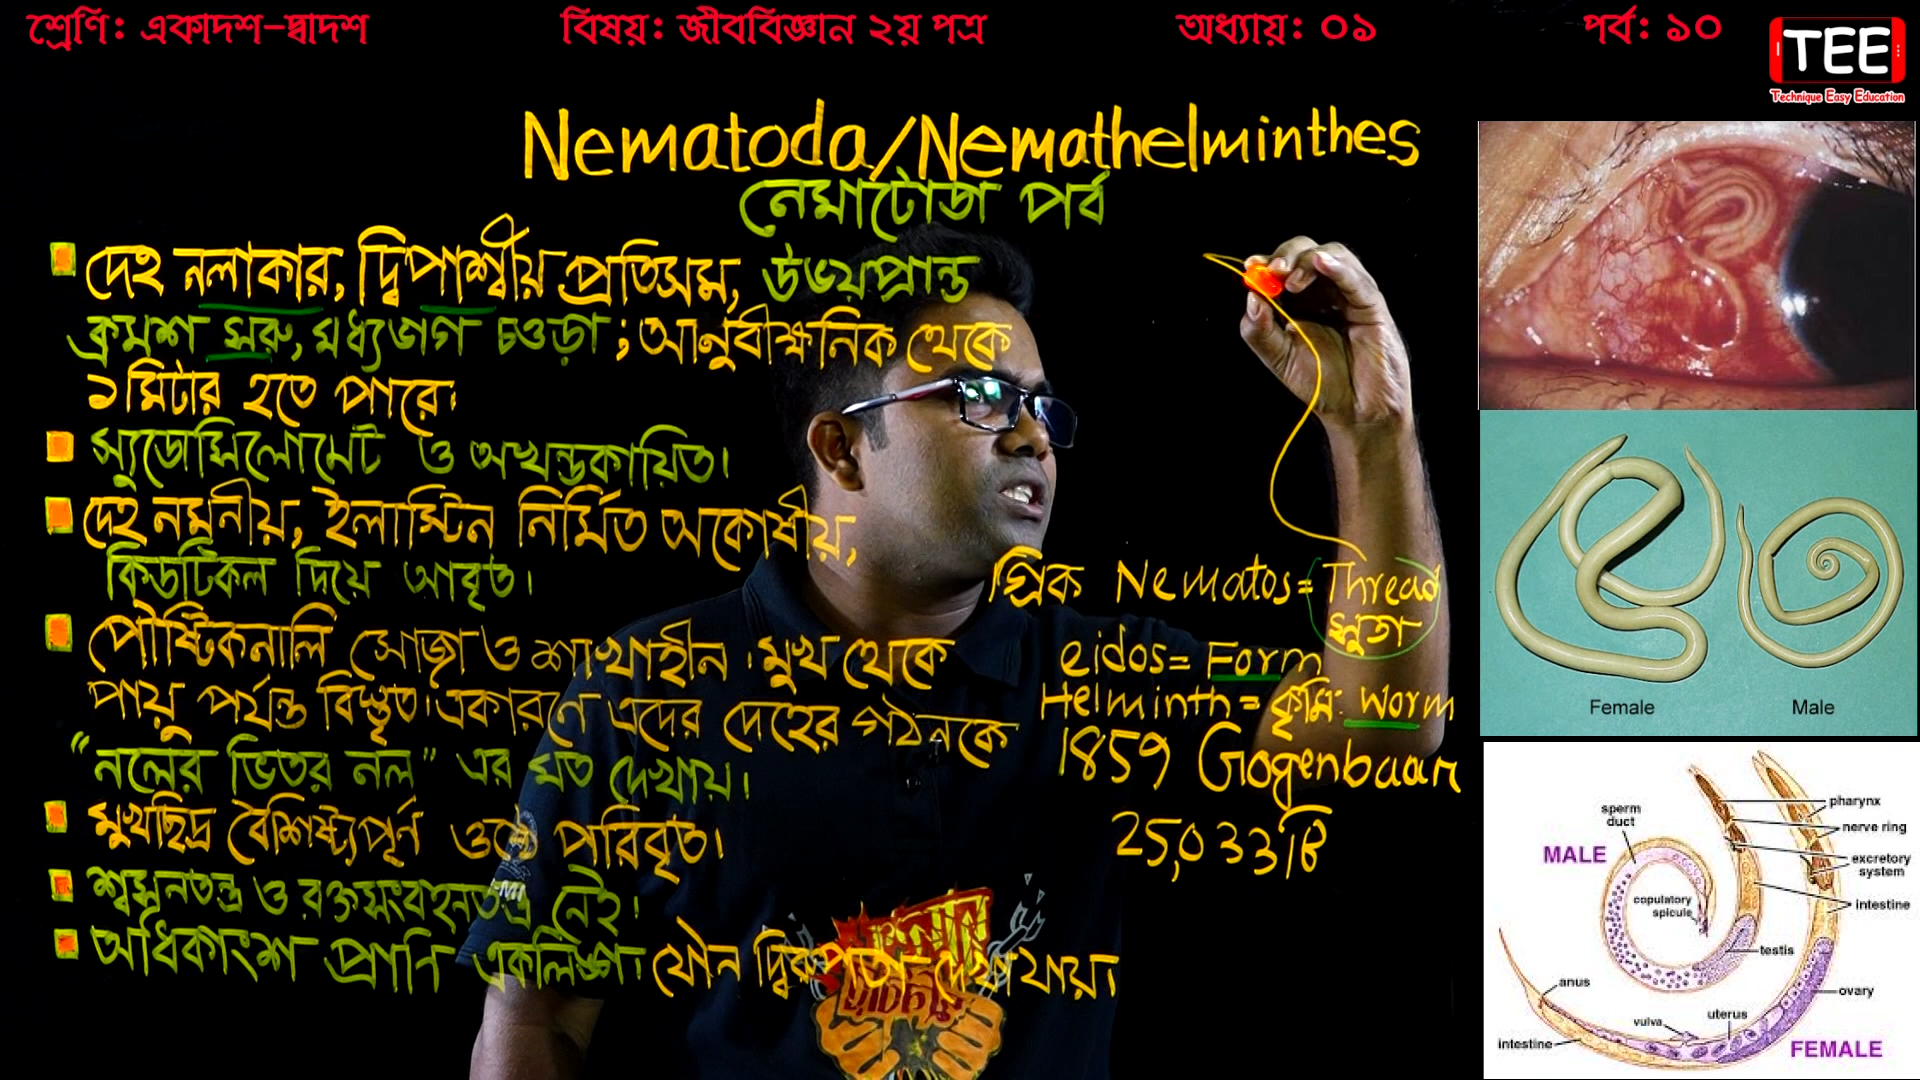 শ্রেণি: একাদশ-দ্বাদশ
বিষয়: জীববিজ্ঞান ২য় পত্র
অধ্যায়: ০১
পর্ব: ১০
TEE
Technique Easy Education
Nematoda/Nemathelminthes
নেমাটোডা পর্ব
দেহ নলাকার, দ্বিপার্শ্বীয় প্রতিসম, উভয়প্রান্ত
ক্রমশ সরু, মধ্যভাগ চওড়া; আনুবীক্ষনিক থেকে
১মিটার হতে পারে।
স্যুডোসিলোমেট ও অখন্ডকায়িত।
দেহ নমনীয়, ইলাস্টিন নির্মিত অকোষীয়,
কিউটিকল দিয়ে আবৃত।
পৌষ্টিকনালি সোজা ও শাখাহীন। মুখ থেকে
পায়ু পর্যন্ত বিস্তৃত। একারণে এদের দেহের গঠনকে
"নলের ভিতর নল" এর মত দেখায়।
মুখছিদ্র বৈশিষ্ট্যপূর্ন ওষ্ঠে পরিবৃত।
শ্বসনতন্ত্র ও রক্তসংবহনতন্ত্র নেই।
অধিকাংশ প্রানি একলিঙ্গ। যৌন দ্বিরূপতা দেখা যায়।
গ্রিক Nematos= Thread
সুতা
eidos= Form
Helminth= কৃমি: worm
1859 Gogenbaar
25,033টি
Female
Male
sperm duct
MALE
copulatory spicule
pharynx
nerve ring
excretory system
intestine
testis
anus
ovary
uterus
vulva
intestine
FEMALE